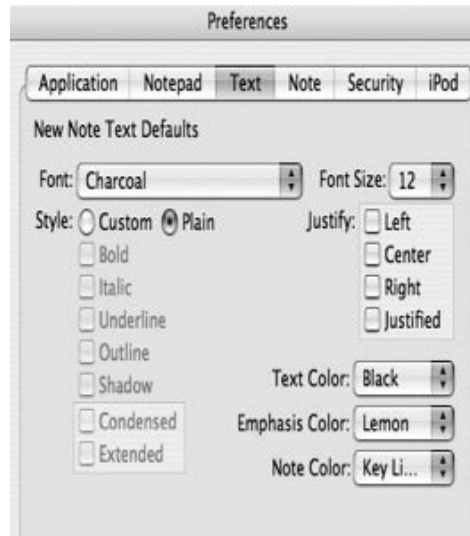 Preferences
Application Notepad Text Note Security iPod
New Note Text Defaults
Font: Charcoal Font Size: 12
Style: Custom Plain Justify: Left
Bold Center
Italic Right
Underline Justified
Outline
Shadow Text Color: Black
Condensed Emphasis Color: Lemon
Extended Note Color: Key Li...